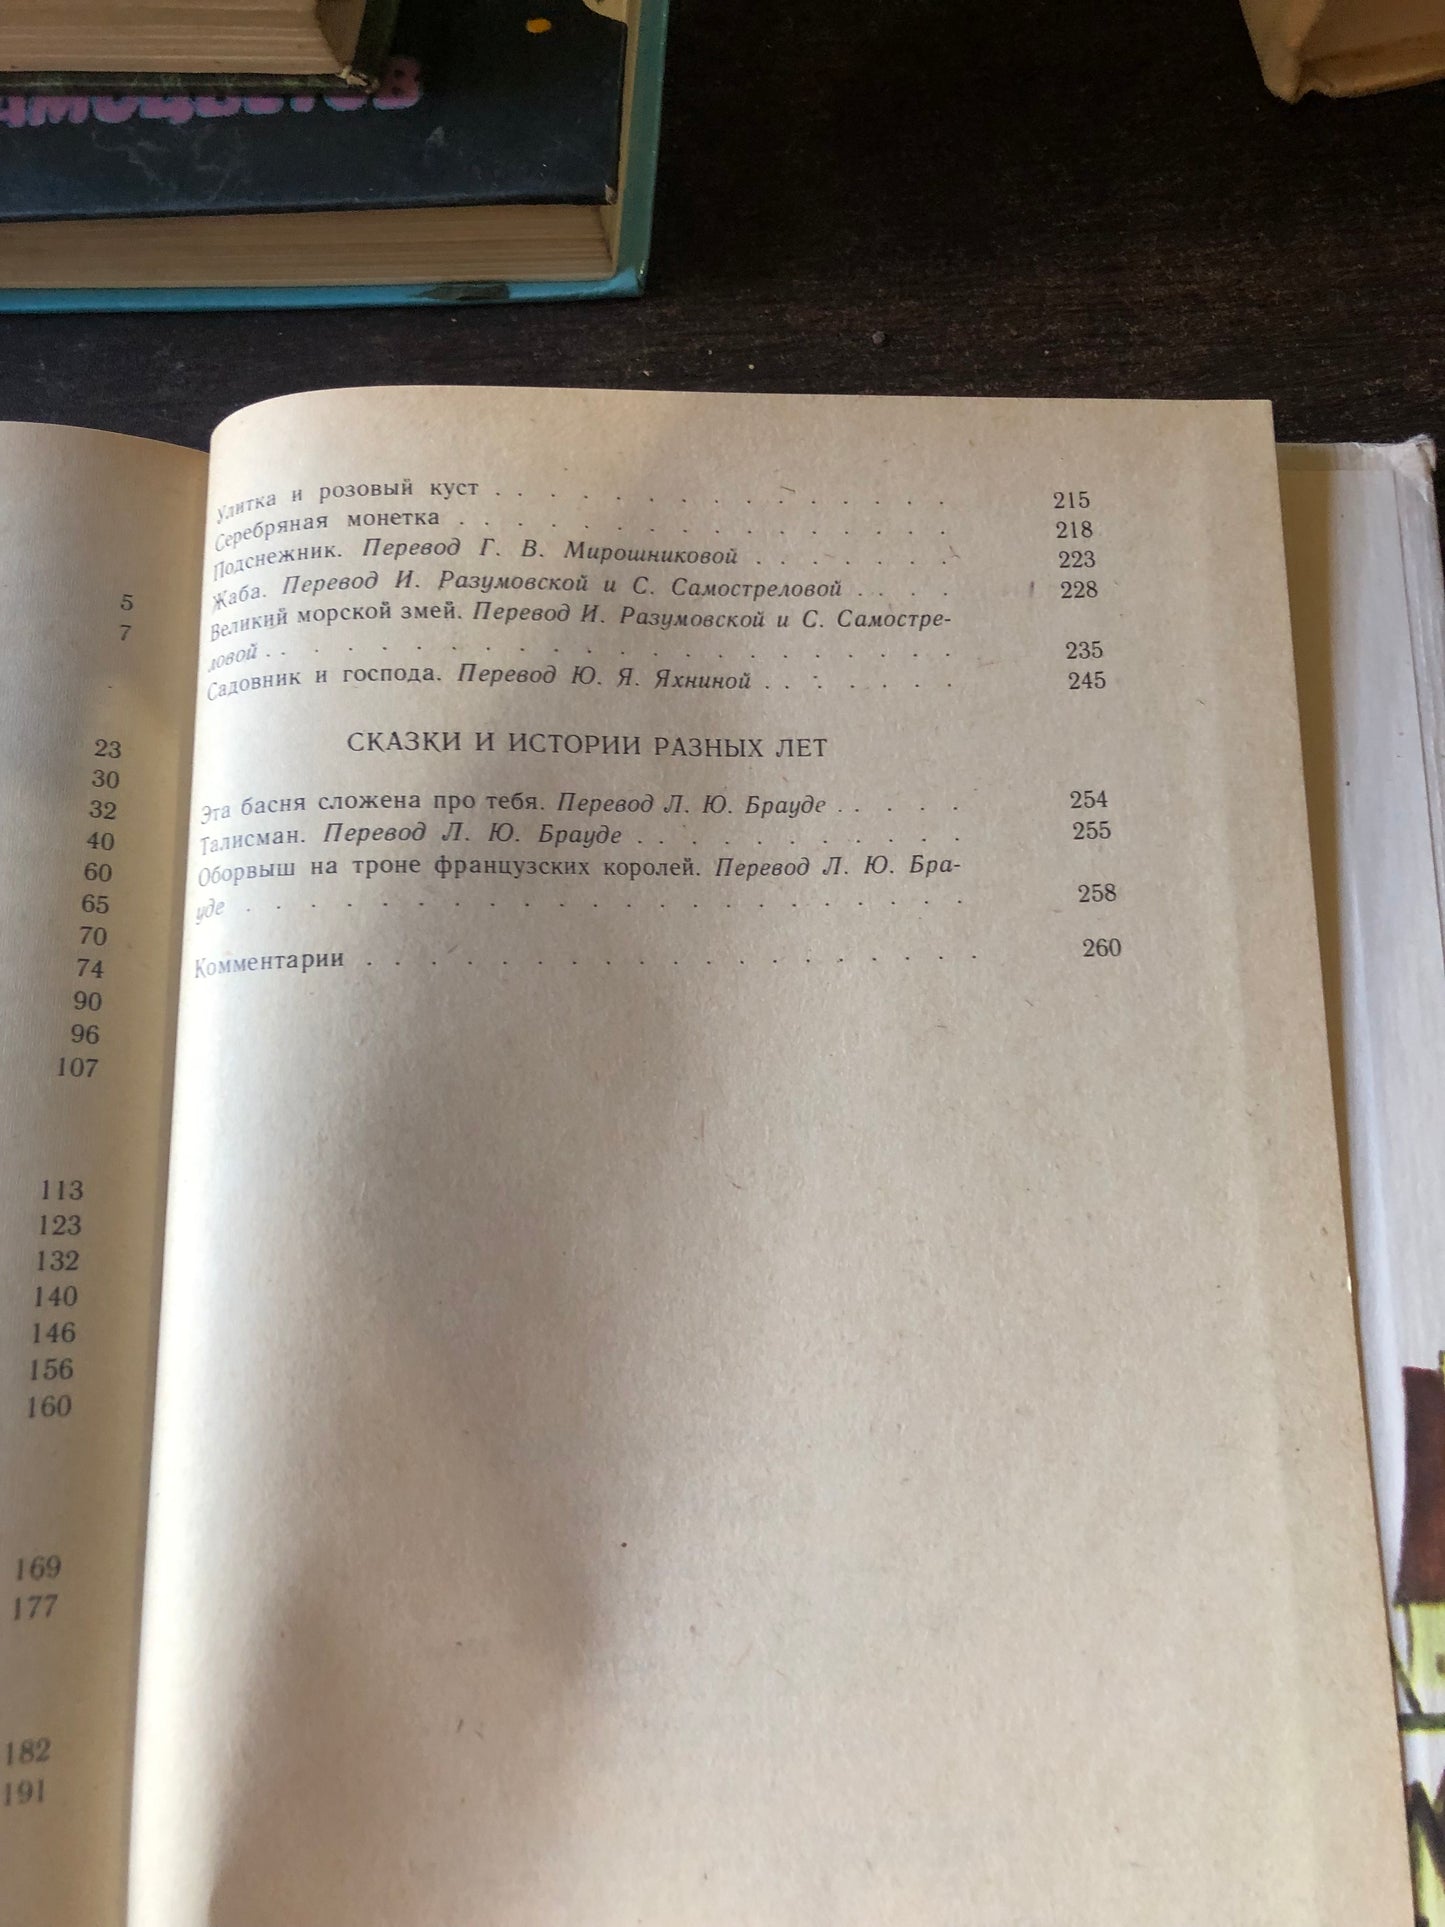 АМОЦВЕТОВ
5
7
23
30
32
40
60
65
70
74
90
96
107
113
123
132
140
146
156
160
169
177
182
191
Улитка и розовый куст . . . . . . . . . . . . . . 215
Серебряная монетка . . . . . . . . . . . . . . . 218
Подснежник. Перевод Г. В. Мирошниковой . . . . . . . 223
Жаба. Перевод И. Разумовской и С. Самостреловой . . . . 228
Великий морской змей. Перевод И. Разумовской и С. Самостре-
ловой . . . . . . . . . . . . . . . . . . . . 235
Садовник и господа. Перевод Ю. Я. Яхниной . . . . . . . 245
СКАЗКИ И ИСТОРИИ РАЗНЫХ ЛЕТ
Эта басня сложена про тебя. Перевод Л. Ю. Брауде . . . . . 254
Талисман. Перевод Л. Ю. Брауде . . . . . . . . . . 255
Оборвыш на троне французских королей. Перевод Л. Ю. Бра-
уде . . . . . . . . . . . . . . . . . . . . . 258
Комментарии . . . . . . . . . . . . . . . . . . 260